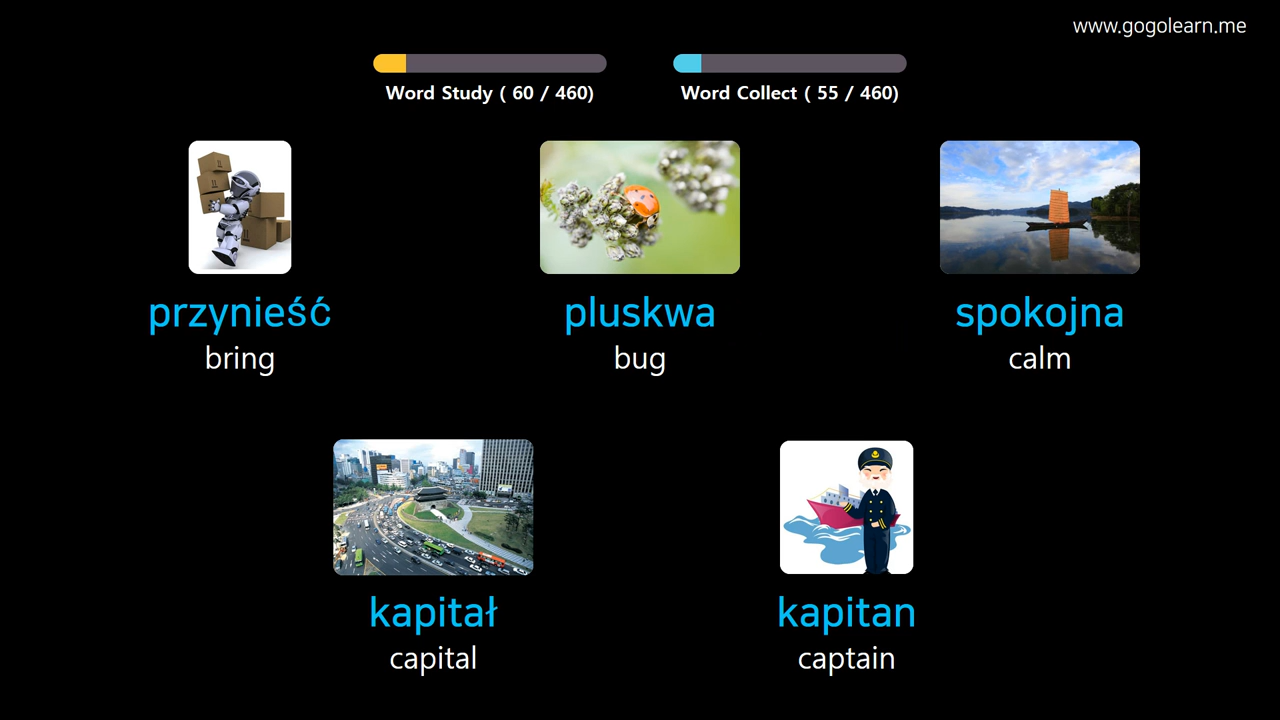 www.gogolearn.me
Word Study ( 60 / 460)
Word Collect ( 55 / 460)
przynieść
bring
pluskwa
bug
spokojna
calm
kapitał
capital
kapitan
captain